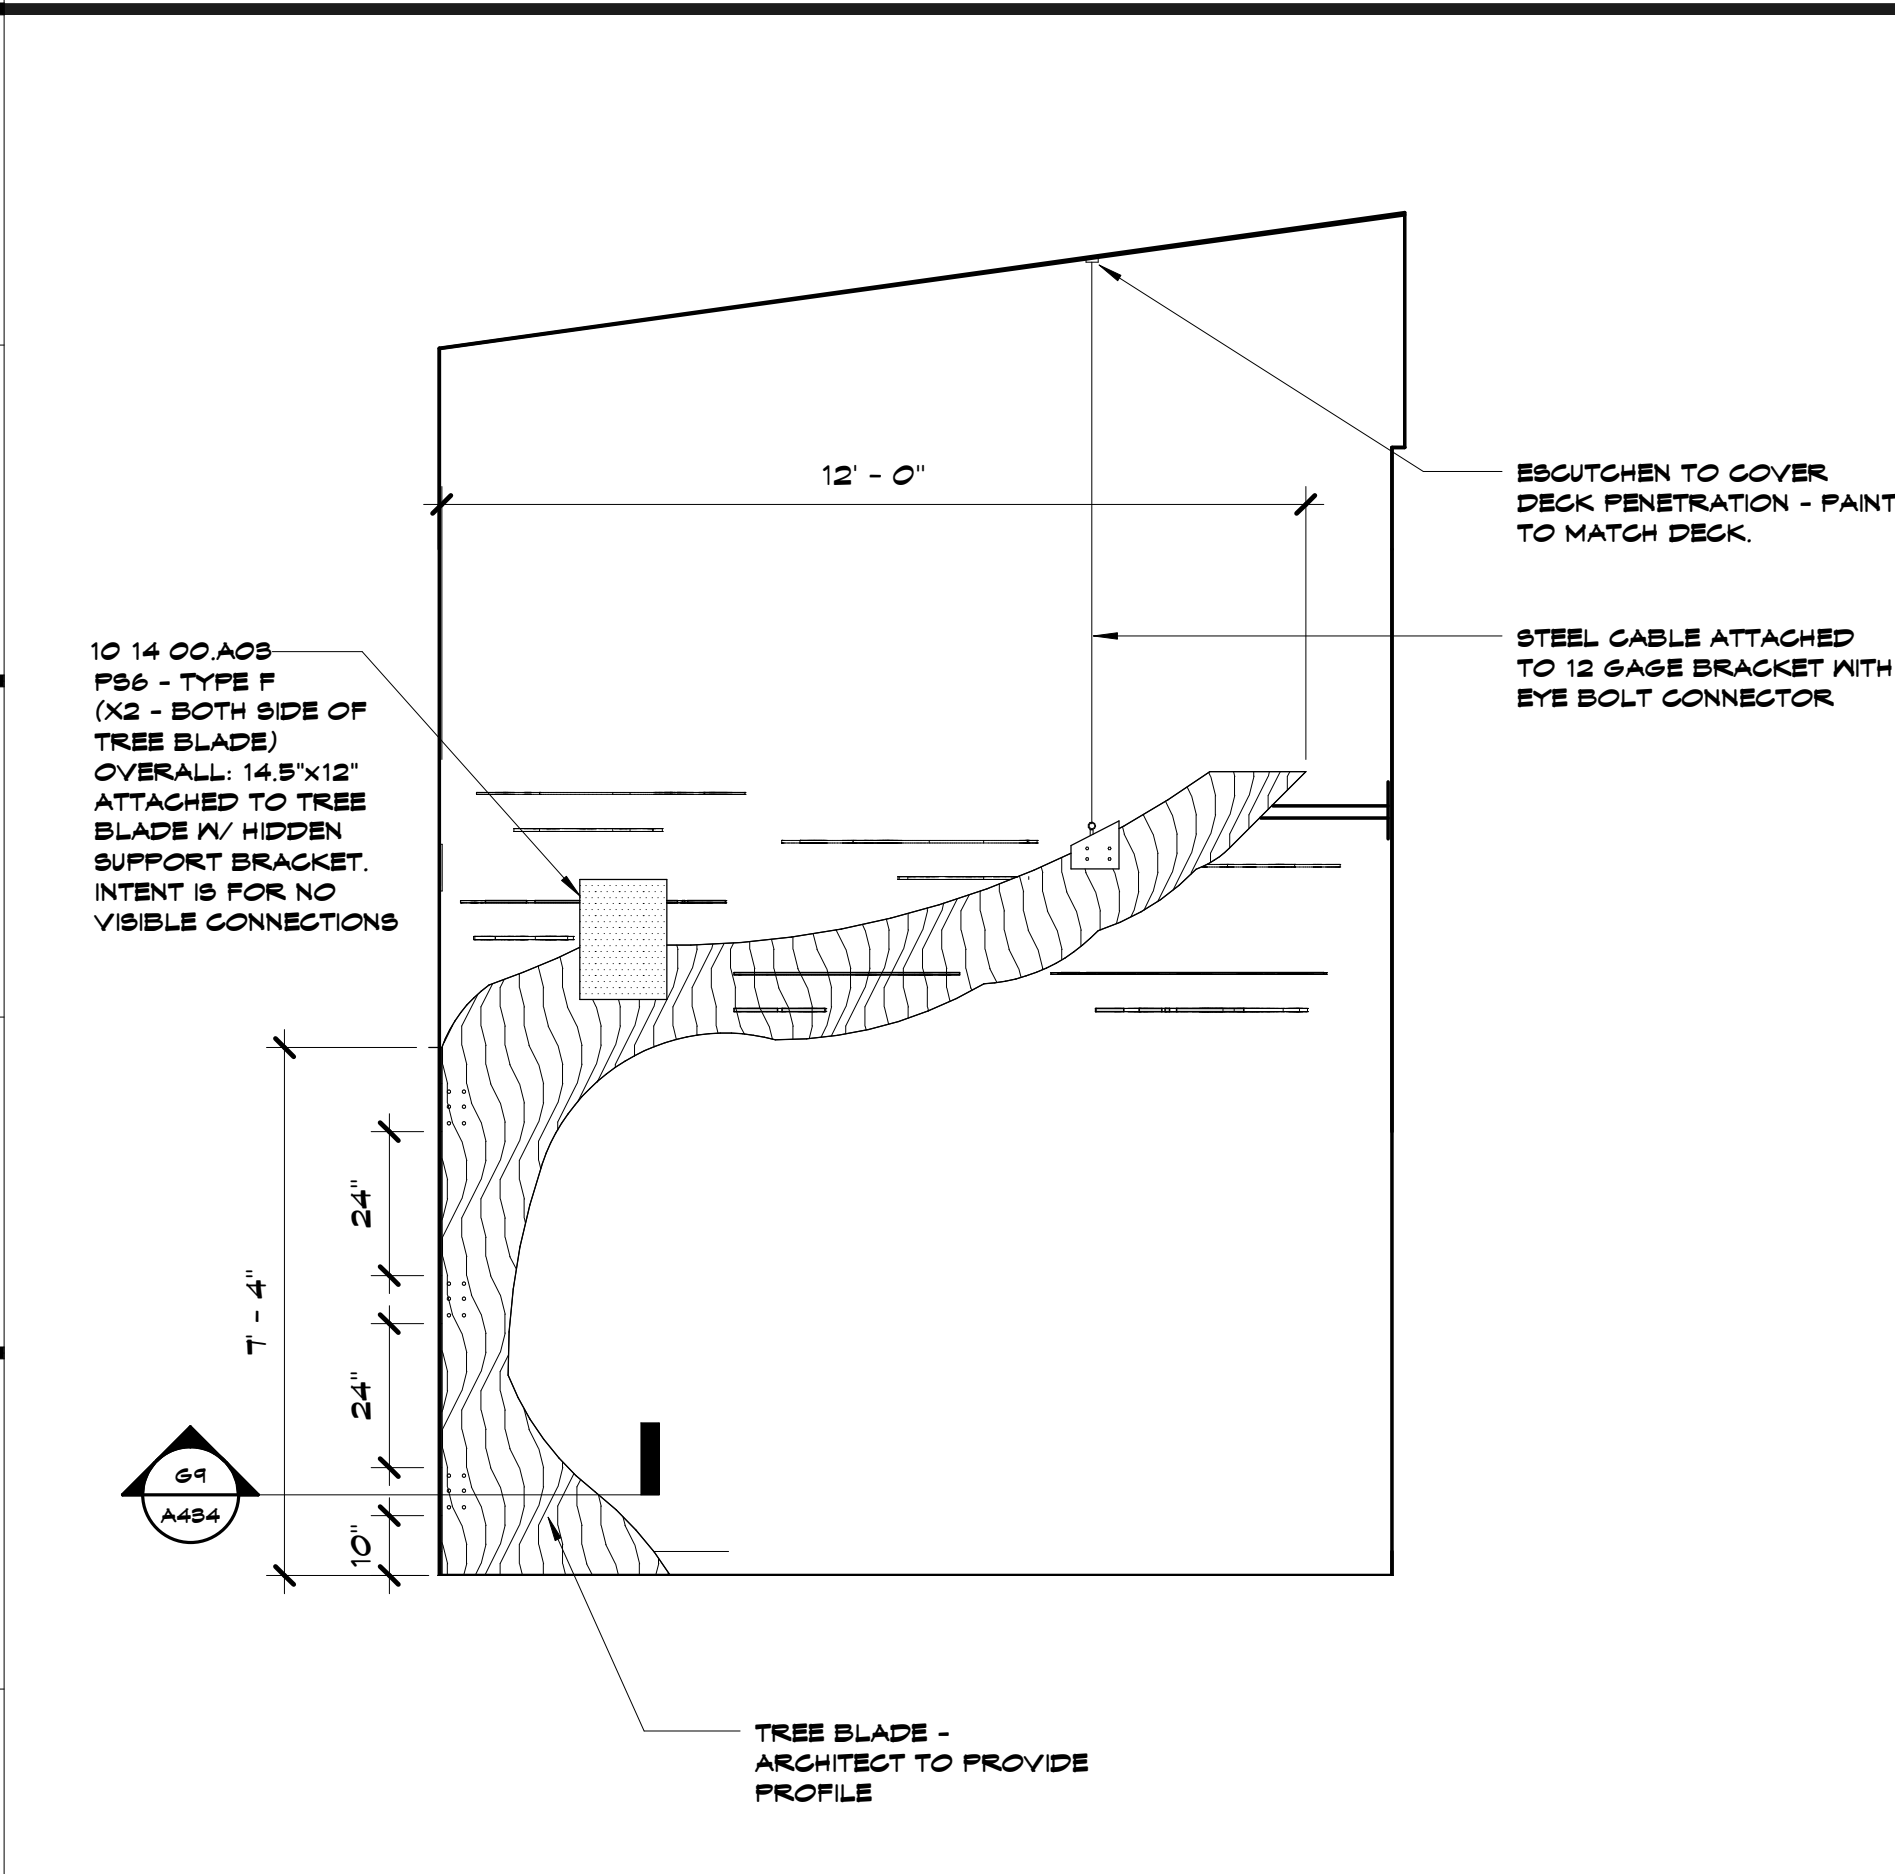 12' - 0"
ESCUTCHEN TO COVER
DECK PENETRATION - PAINT
TO MATCH DECK.
STEEL CABLE ATTACHED
TO 12 GAGE BRACKET WITH
EYE BOLT CONNECTOR
10 14 00.A03
PS6 - TYPE F
(X2 - BOTH SIDE OF
TREE BLADE)
OVERALL: 14.5"x12"
ATTACHED TO TREE
BLADE W/ HIDDEN
SUPPORT BRACKET.
INTENT IS FOR NO
VISIBLE CONNECTIONS
24"
7' - 4"
24"
10"
G9
A434
TREE BLADE -
ARCHITECT TO PROVIDE
PROFILE